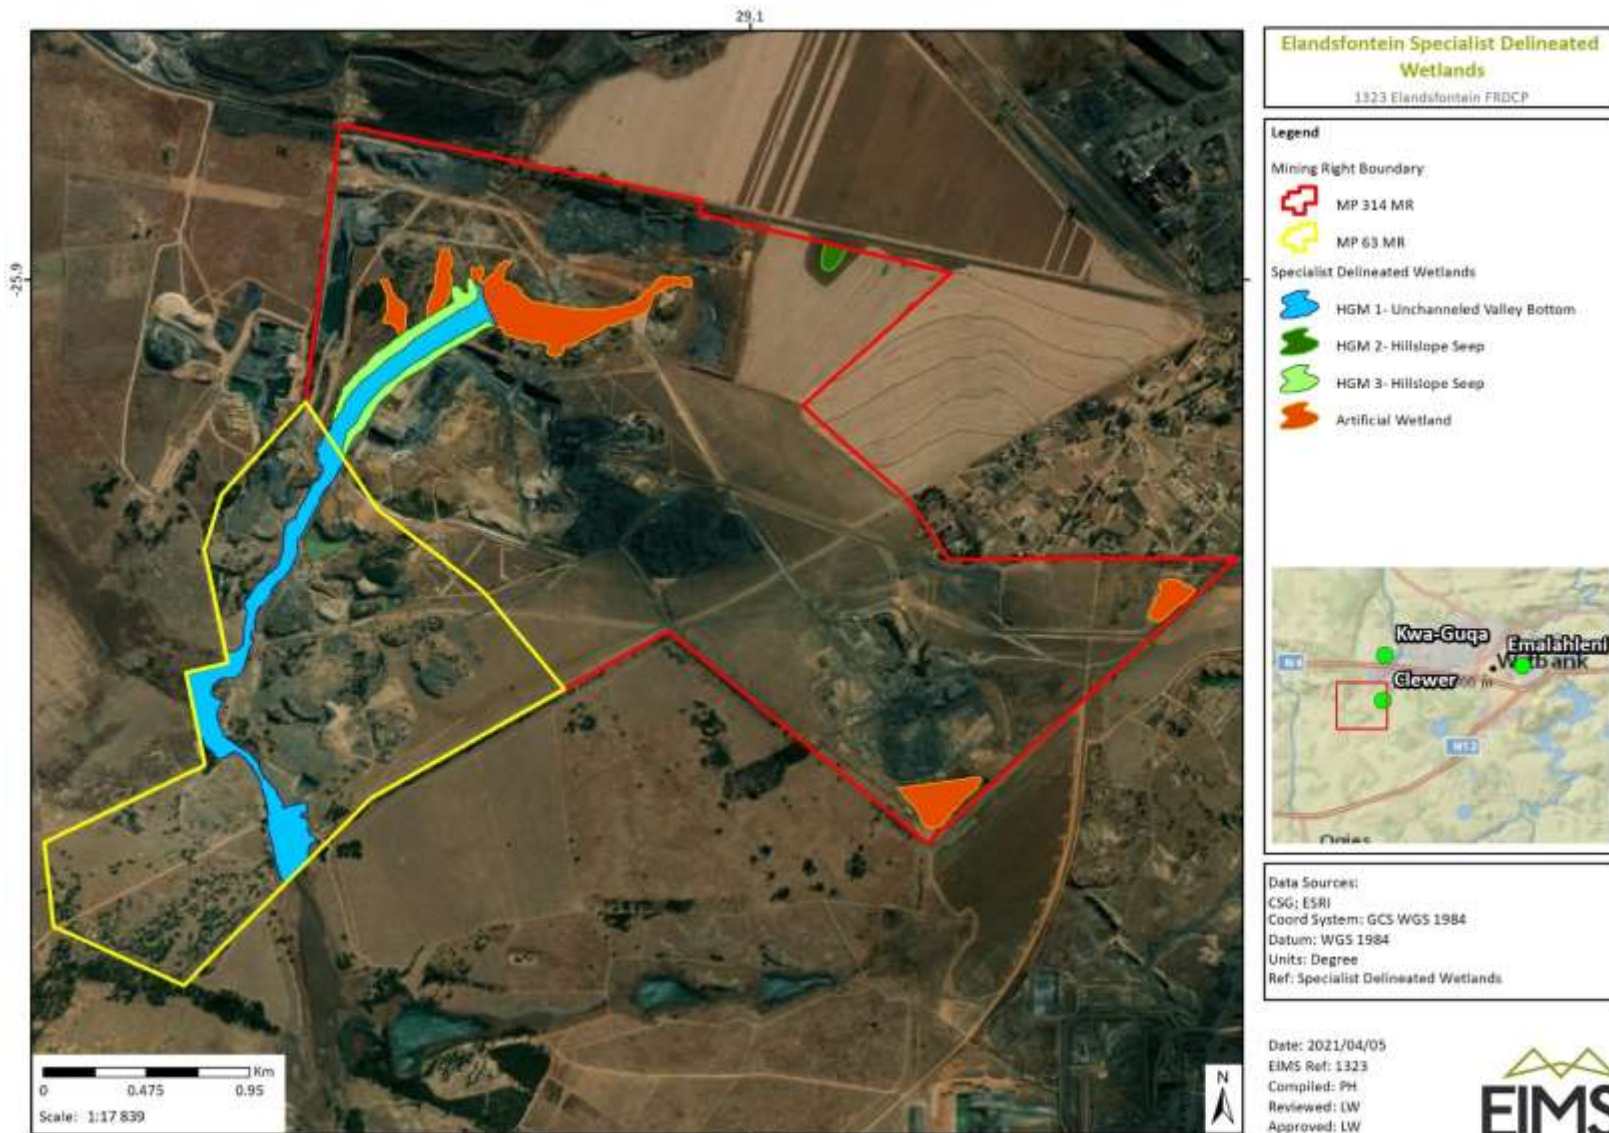 29.1
-25.9
Km
0 0.475 0.95
Scale: 1:17 839
N
Elandsfontein Specialist Delineated
Wetlands
1323 Elandsfontein FRDCP
Legend
Mining Right Boundary
MP 314 MR
MP 63 MR
Specialist Delineated Wetlands
HGM 1- Unchanneled Valley Bottom
HGM 2- Hillslope Seep
HGM 3- Hillslope Seep
Artificial Wetland
Kwa-Guqa
Emalahleni
N4
Witbank
Clewer
N12
Ogies
Data Sources:
CSG; ESRI
Coord System: GCS WGS 1984
Datum: WGS 1984
Units: Degree
Ref: Specialist Delineated Wetlands
Date: 2021/04/05
EIMS Ref: 1323
Compiled: PH
Reviewed: LW
Approved: LW
EIMS